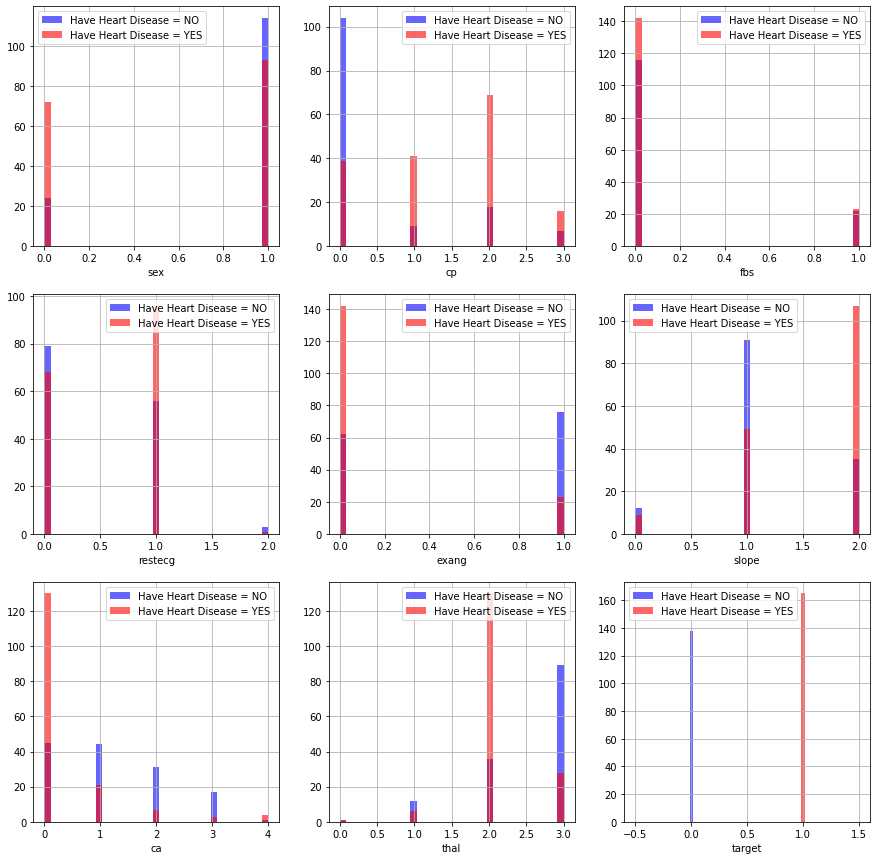 Have Heart Disease = NO
Have Heart Disease = YES
120
100
80
60
40
20
0
0.0 0.2 0.4 0.6 0.8 1.0
sex
Have Heart Disease = NO
Have Heart Disease = YES
100
80
60
40
20
0
0.0 0.5 1.0 1.5 2.0 2.5 3.0
cp
Have Heart Disease = NO
Have Heart Disease = YES
140
120
100
80
60
40
20
0
0.0 0.2 0.4 0.6 0.8 1.0
fbs
Have Heart Disease = NO
Have Heart Disease = YES
100
80
60
40
20
0
0.0 0.5 1.0 1.5 2.0
restecg
Have Heart Disease = NO
Have Heart Disease = YES
140
120
100
80
60
40
20
0
0.0 0.2 0.4 0.6 0.8 1.0
exang
Have Heart Disease = NO
Have Heart Disease = YES
100
80
60
40
20
0
0.0 0.5 1.0 1.5 2.0
slope
Have Heart Disease = NO
Have Heart Disease = YES
120
100
80
60
40
20
0
0 1 2 3 4
ca
Have Heart Disease = NO
Have Heart Disease = YES
120
100
80
60
40
20
0
0.0 0.5 1.0 1.5 2.0 2.5 3.0
thal
Have Heart Disease = NO
Have Heart Disease = YES
160
140
120
100
80
60
40
20
0
-0.5 0.0 0.5 1.0 1.5
target